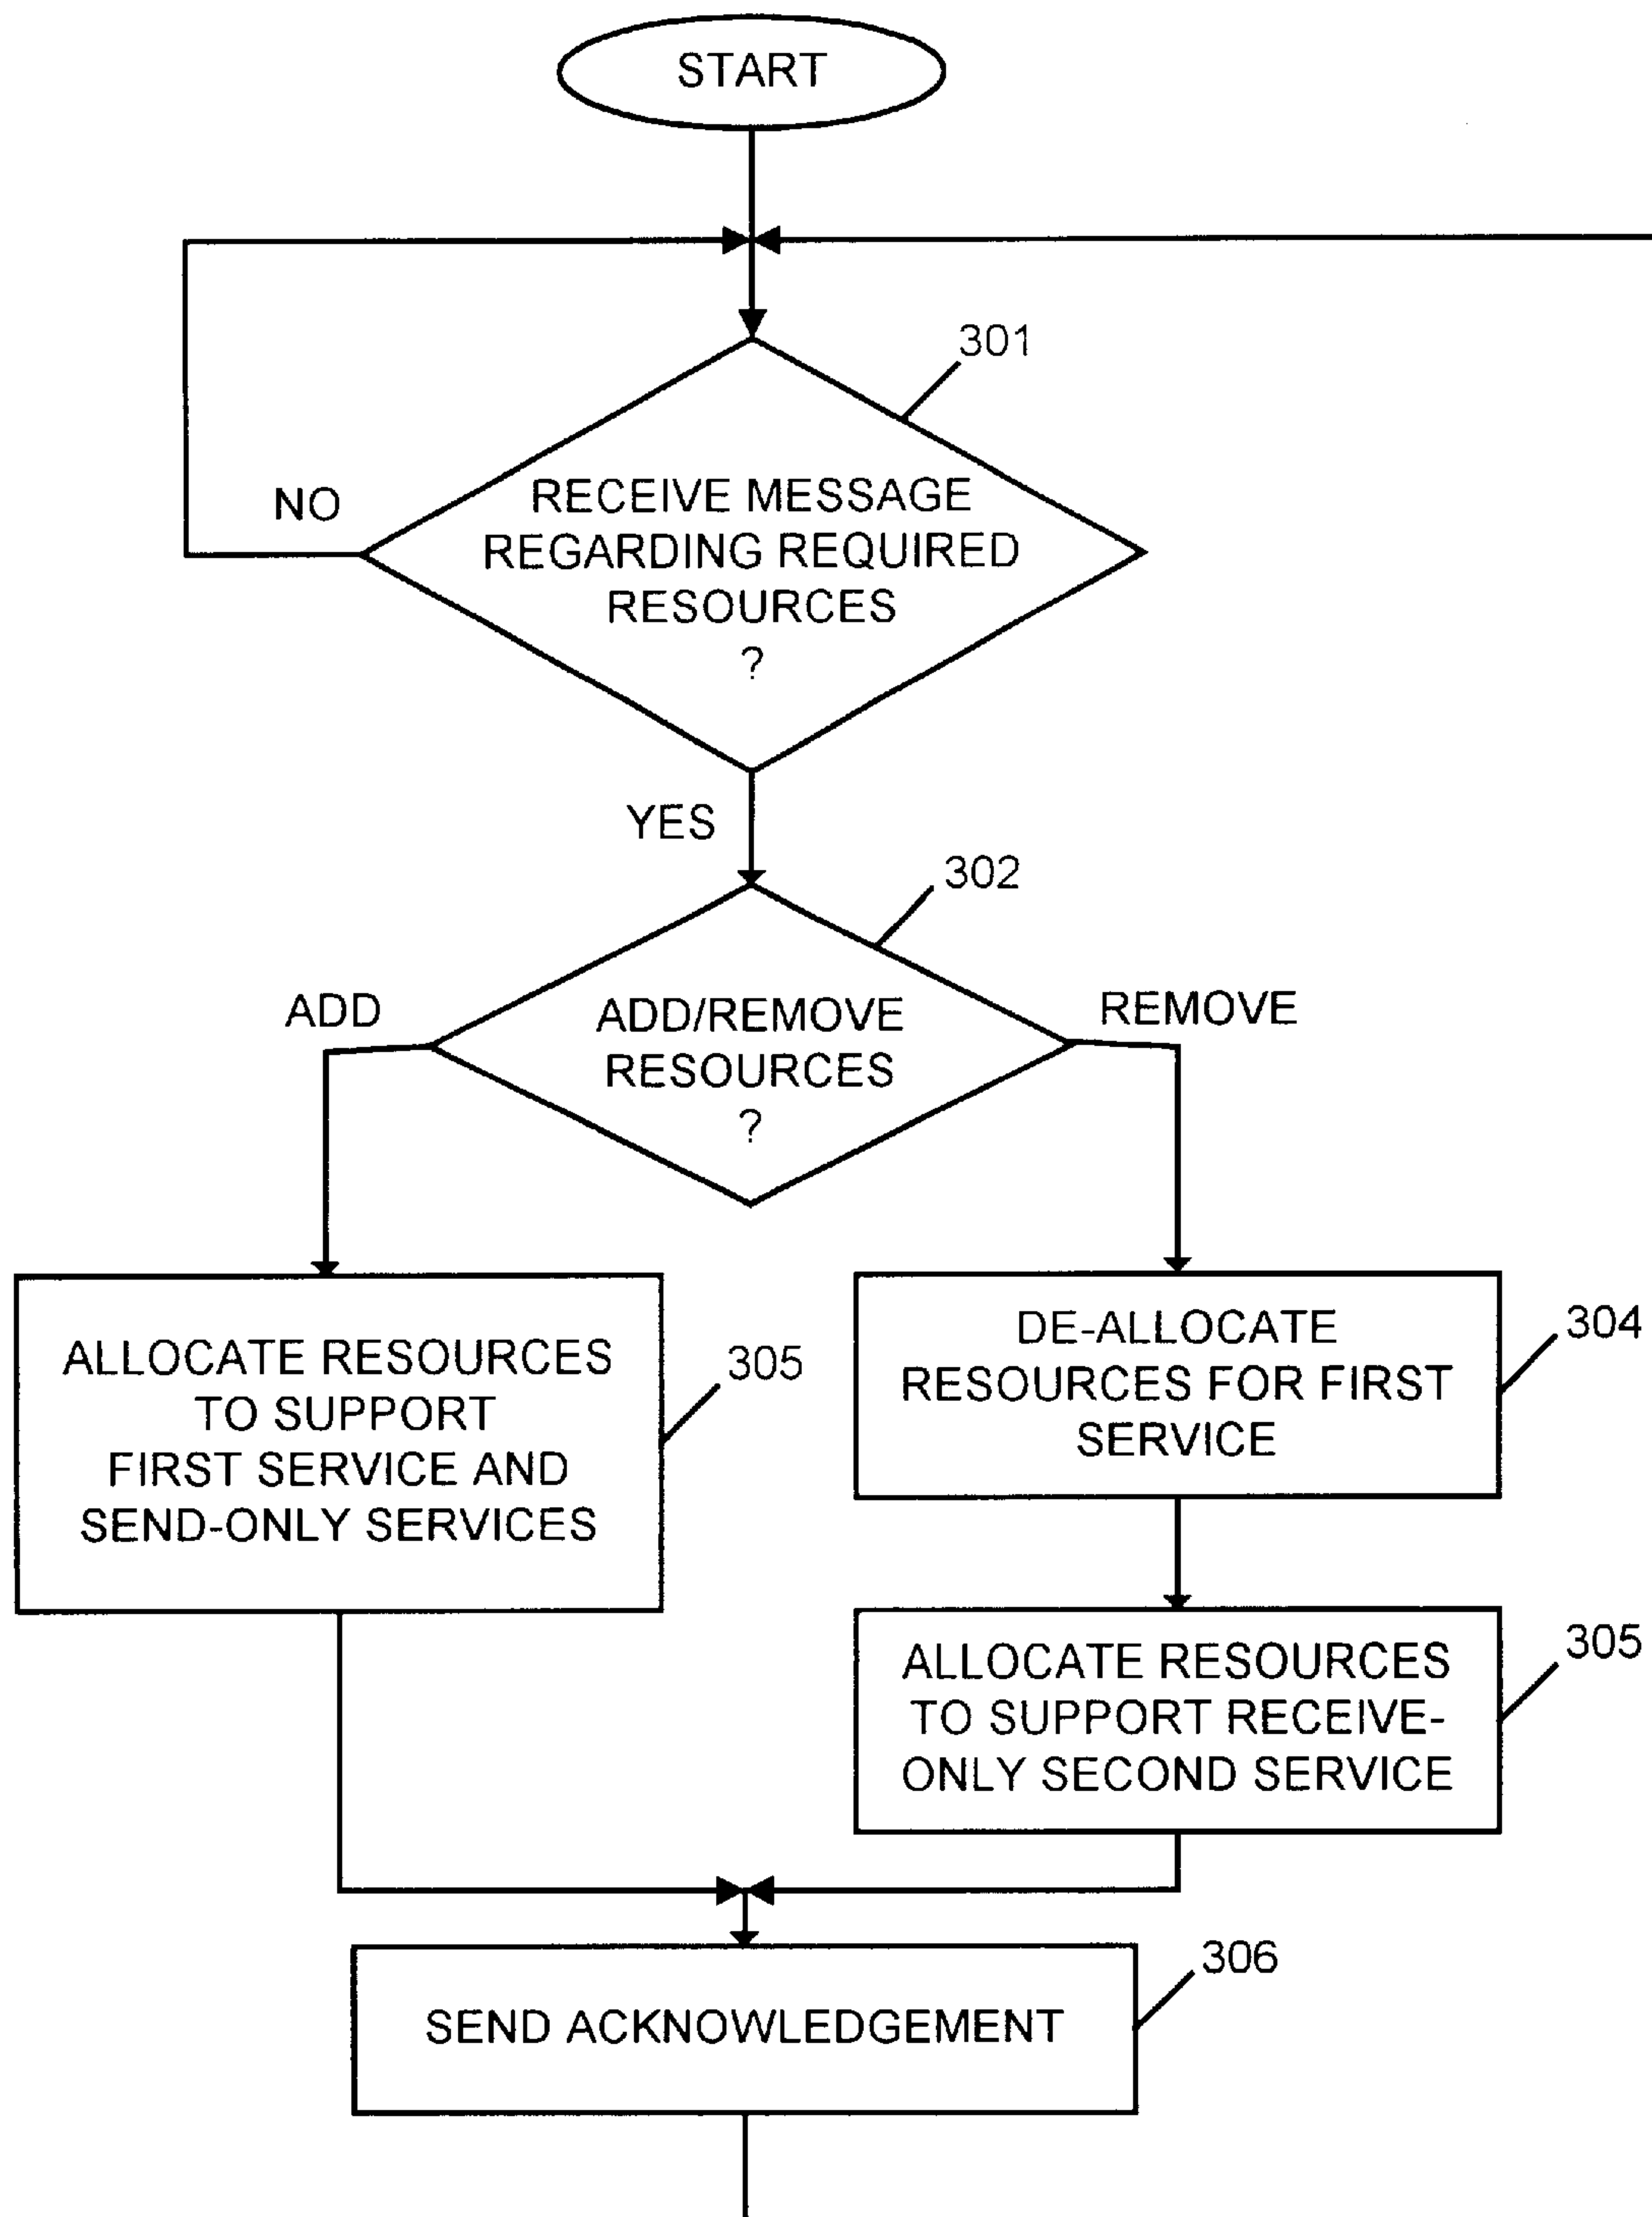 START
301
NO
RECEIVE MESSAGE
REGARDING REQUIRED
RESOURCES
?
YES
302
ADD
ADD/REMOVE
RESOURCES
?
REMOVE
ALLOCATE RESOURCES
TO SUPPORT
FIRST SERVICE AND
SEND-ONLY SERVICES
305
DE-ALLOCATE
RESOURCES FOR FIRST
SERVICE
304
ALLOCATE RESOURCES
TO SUPPORT RECEIVE-
ONLY SECOND SERVICE
305
SEND ACKNOWLEDGEMENT
306